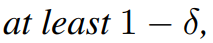 at least 1 − δ,